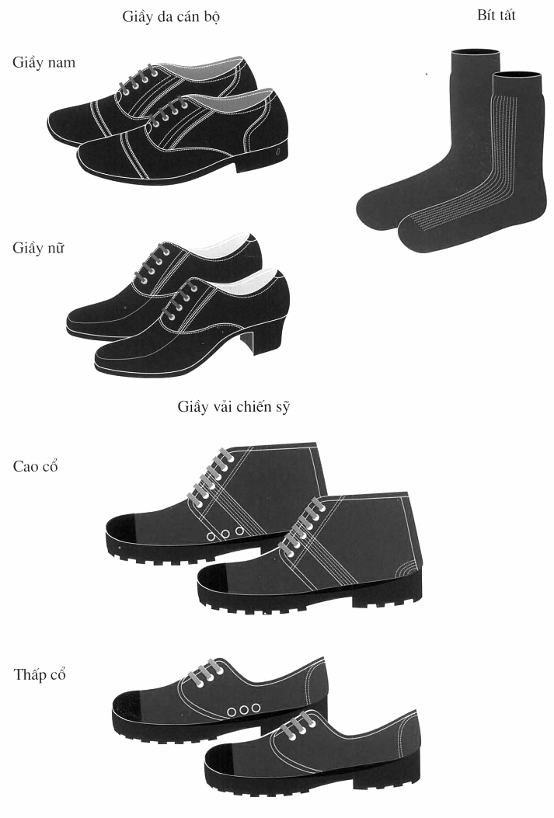 Giầy da cán bộ
Bít tất
Giầy nam
Giầy nữ
Giầy vải chiến sỹ
Cao cổ
Thấp cổ